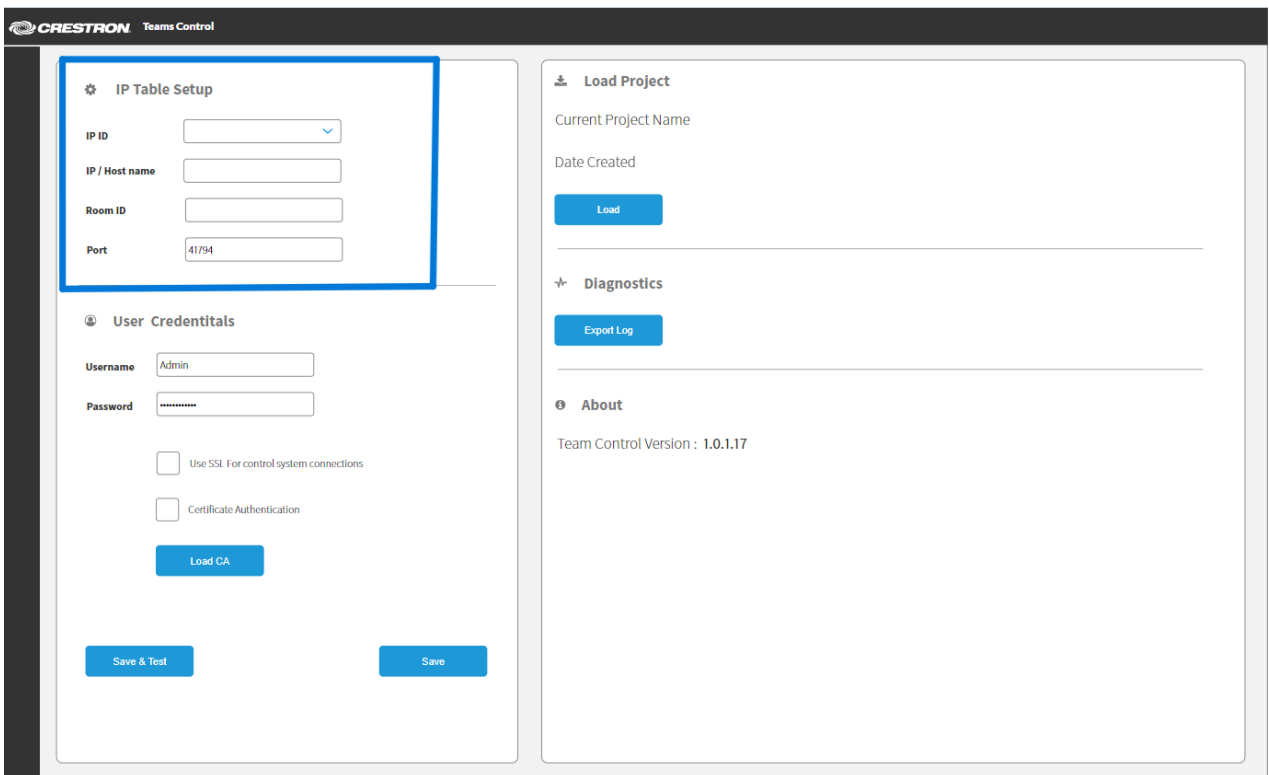 CRESTRON. Teams Control
IP Table Setup
IP ID
IP / Host name
Room ID
Port 41794
User Credentitals
Username Admin
Password ••••••••••••
Use SSL For control system connections
Certificate Authentication
Load CA
Save & Test Save
Load Project
Current Project Name
Date Created
Load
Diagnostics
Export Log
About
Team Control Version : 1.0.1.17